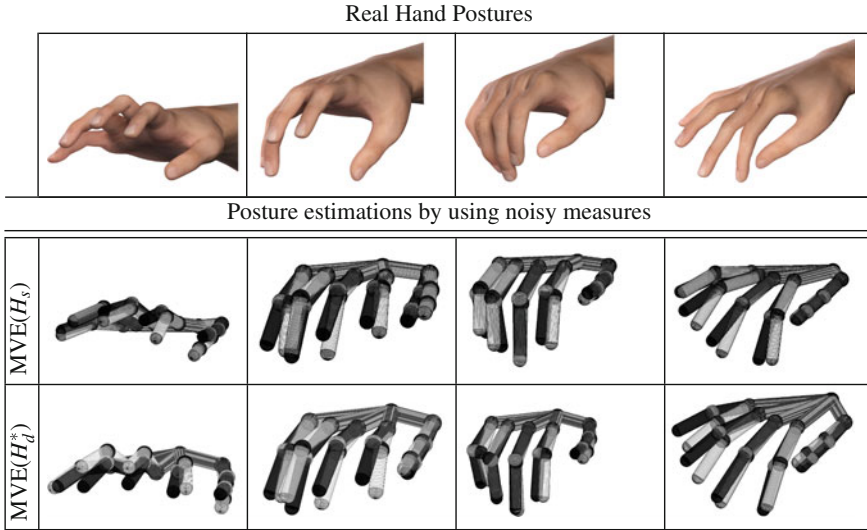 Real Hand Postures
Posture estimations by using noisy measures
MVE(H_s)
MVE(H_d^*)